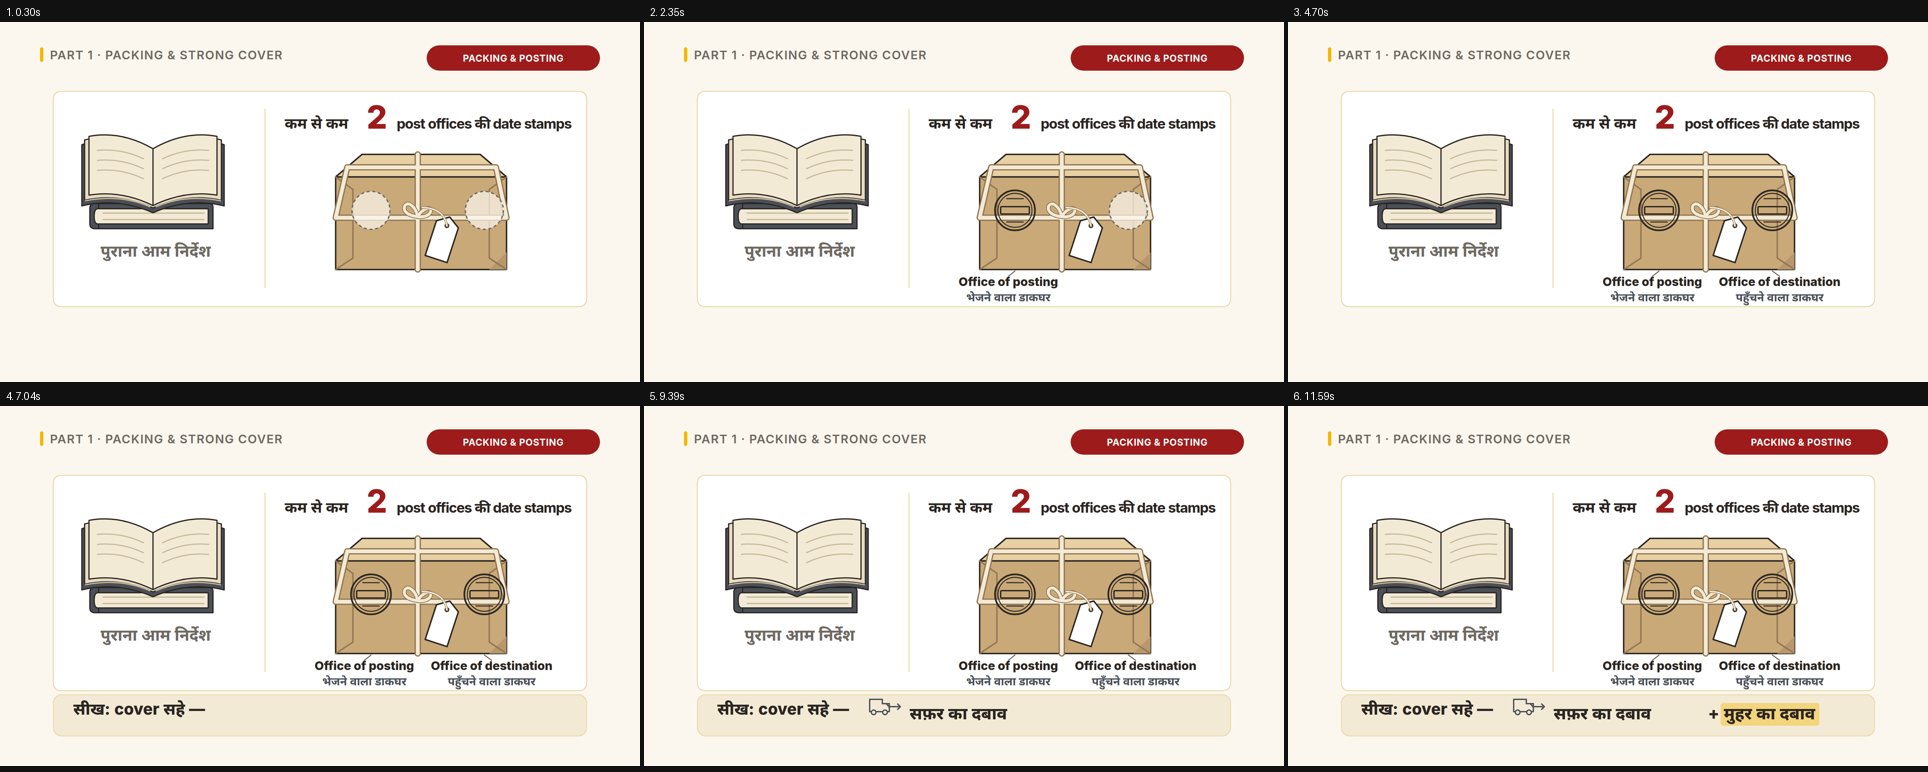 1. 0.30s
PART 1 · PACKING & STRONG COVER
PACKING & POSTING
कम से कम 2 post offices की date stamps
पुराना आम निर्देश
2. 2.35s
PART 1 · PACKING & STRONG COVER
PACKING & POSTING
कम से कम 2 post offices की date stamps
पुराना आम निर्देश
Office of posting
भेजने वाला डाकघर
3. 4.70s
PART 1 · PACKING & STRONG COVER
PACKING & POSTING
कम से कम 2 post offices की date stamps
पुराना आम निर्देश
Office of posting Office of destination
भेजने वाला डाकघर पहुँचने वाला डाकघर
4. 7.04s
PART 1 · PACKING & STRONG COVER
PACKING & POSTING
कम से कम 2 post offices की date stamps
पुराना आम निर्देश
Office of posting Office of destination
भेजने वाला डाकघर पहुँचने वाला डाकघर
सीख: cover सहे —
5. 9.39s
PART 1 · PACKING & STRONG COVER
PACKING & POSTING
कम से कम 2 post offices की date stamps
पुराना आम निर्देश
Office of posting Office of destination
भेजने वाला डाकघर पहुँचने वाला डाकघर
सीख: cover सहे — सफ़र का दबाव
6. 11.59s
PART 1 · PACKING & STRONG COVER
PACKING & POSTING
कम से कम 2 post offices की date stamps
पुराना आम निर्देश
Office of posting Office of destination
भेजने वाला डाकघर पहुँचने वाला डाकघर
सीख: cover सहे — सफ़र का दबाव + मुहर का दबाव